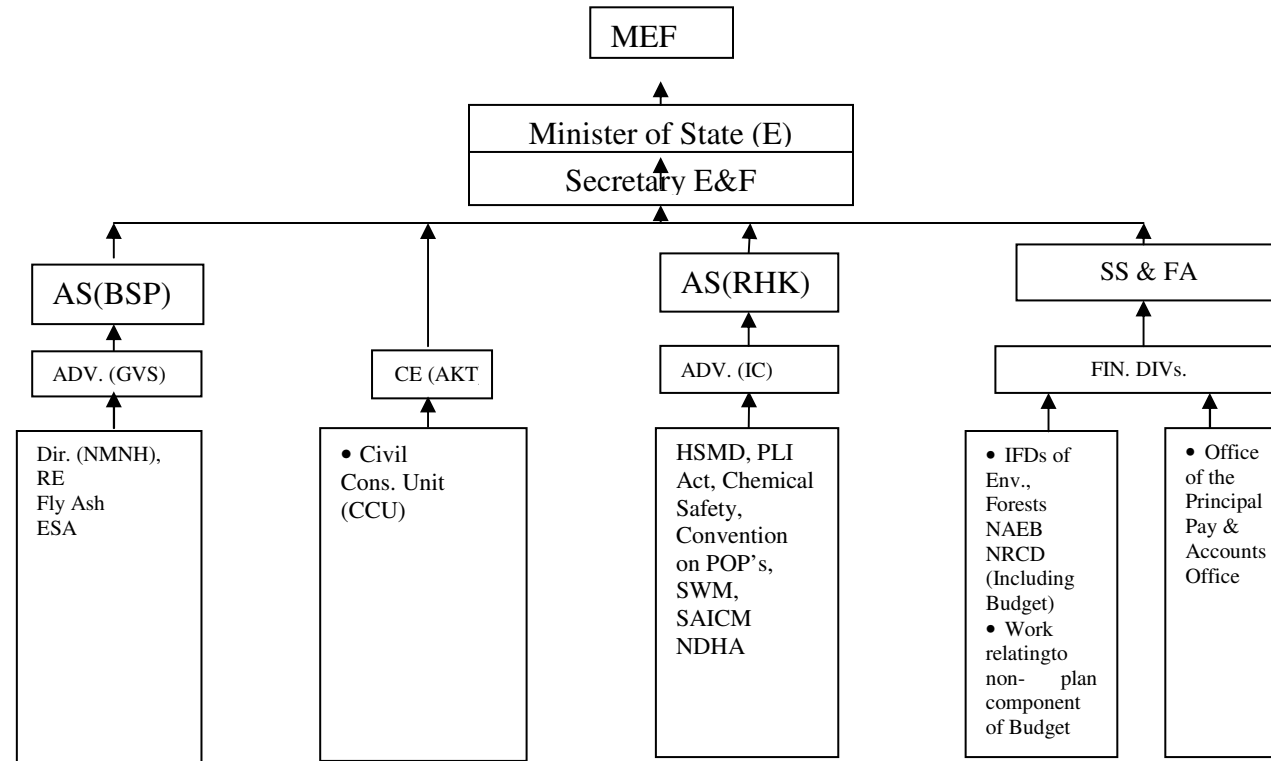 MEF
Minister of State (E)
Secretary E&F
AS(BSP)
AS(RHK)
SS & FA
ADV. (GVS)
CE (AKT
ADV. (IC)
FIN. DIVs.
Dir. (NMNH),
RE
Fly Ash
ESA
• Civil
Cons. Unit
(CCU)
HSMD, PLI
Act, Chemical
Safety,
Convention
on POP’s,
SWM,
SAICM
NDHA
• IFDs of
Env.,
Forests
NAEB
NRCD
(Including
Budget)
• Work
relatingto
non- plan
component
of Budget
• Office
of the
Principal
Pay &
Accounts
Office